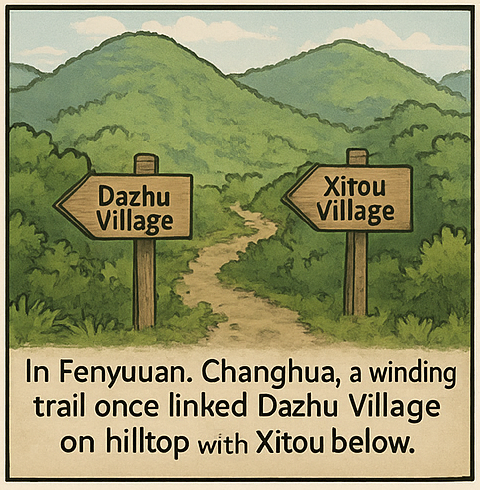 Dazhu
Village
Xitou
Village
In Fenyuuan. Changhua, a winding
trail once linked Dazhu Village
on hilltop with Xitou below.